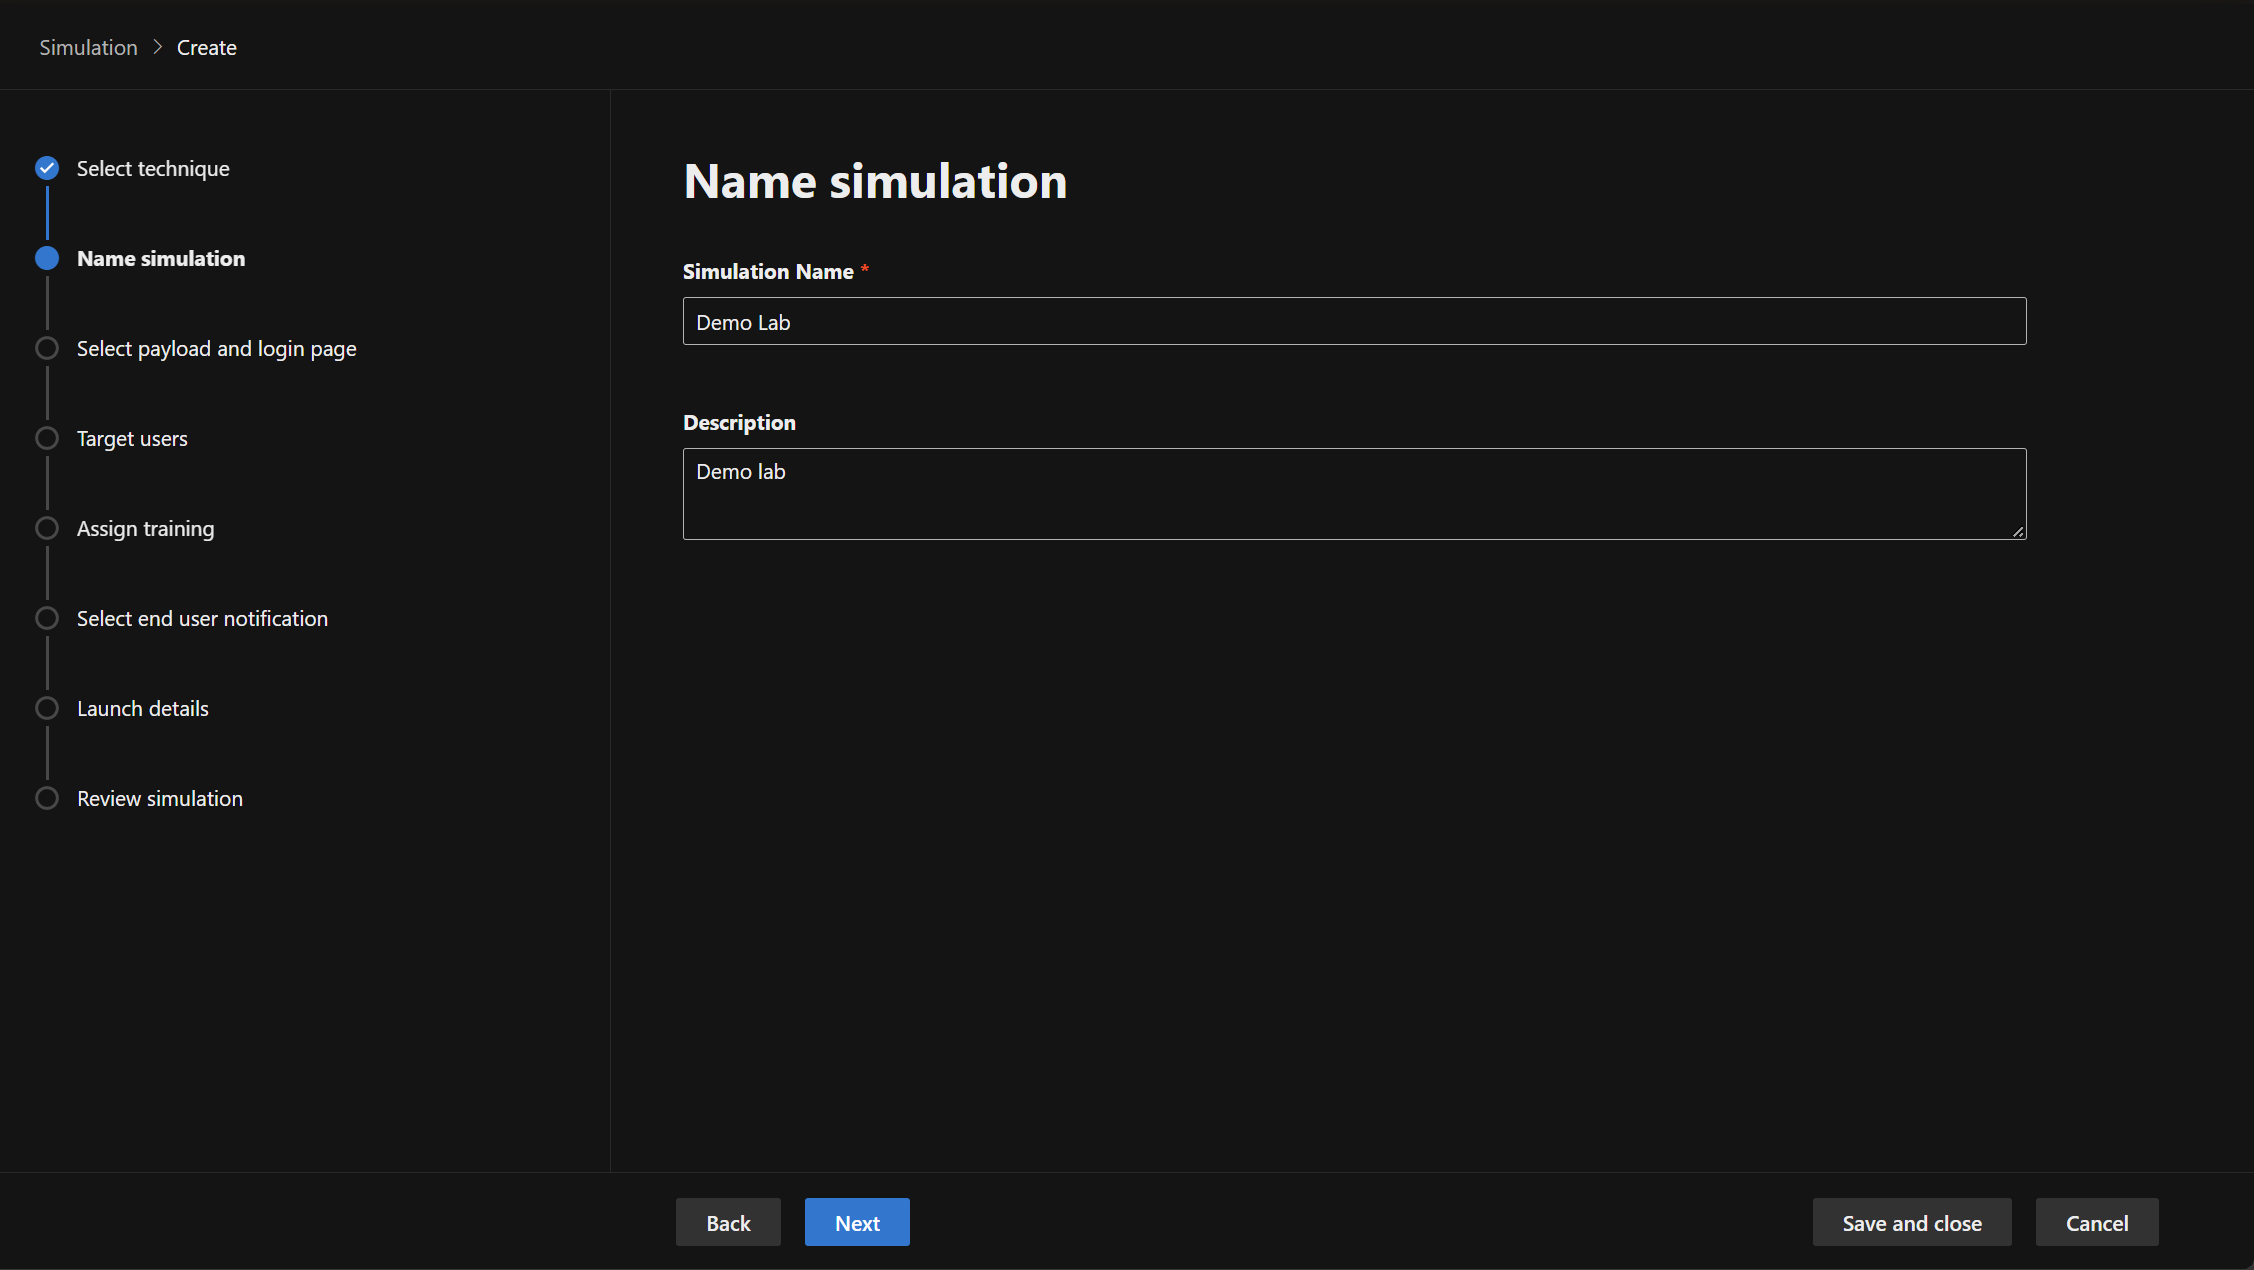 Simulation > Create
Select technique
Name simulation
Select payload and login page
Target users
Assign training
Select end user notification
Launch details
Review simulation
Name simulation
Simulation Name *
Demo Lab
Description
Demo lab
Back
Next
Save and close
Cancel